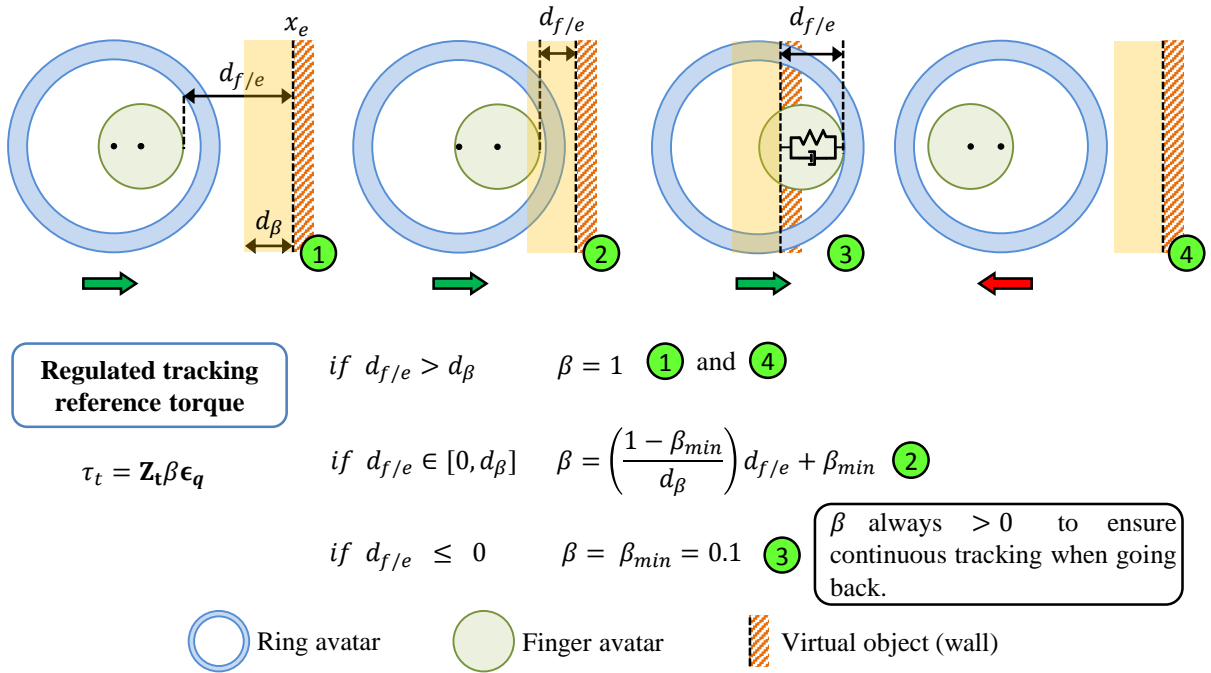 x_e
d_{f/e}
d_{f/e}
d_{f/e}
d_β
1
2
3
4
Regulated tracking
reference torque
τ_t = Z_t β ϵ_q
if d_{f/e} > d_β β = 1 1 and 4
if d_{f/e} ∈ [0, d_β] β = ((1 − β_{min})/d_β) d_{f/e} + β_{min} 2
if d_{f/e} ≤ 0 β = β_{min} = 0.1 3
β always > 0 to ensure
continuous tracking when going
back.
Ring avatar
Finger avatar
Virtual object (wall)